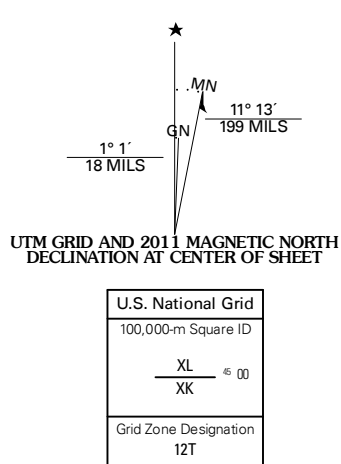 MN
11° 13´
199 MILS
GN
1° 1´
18 MILS
UTM GRID AND 2011 MAGNETIC NORTH
DECLINATION AT CENTER OF SHEET
U.S. National Grid
100,000-m Square ID
XL
45 00
XK
Grid Zone Designation
12T